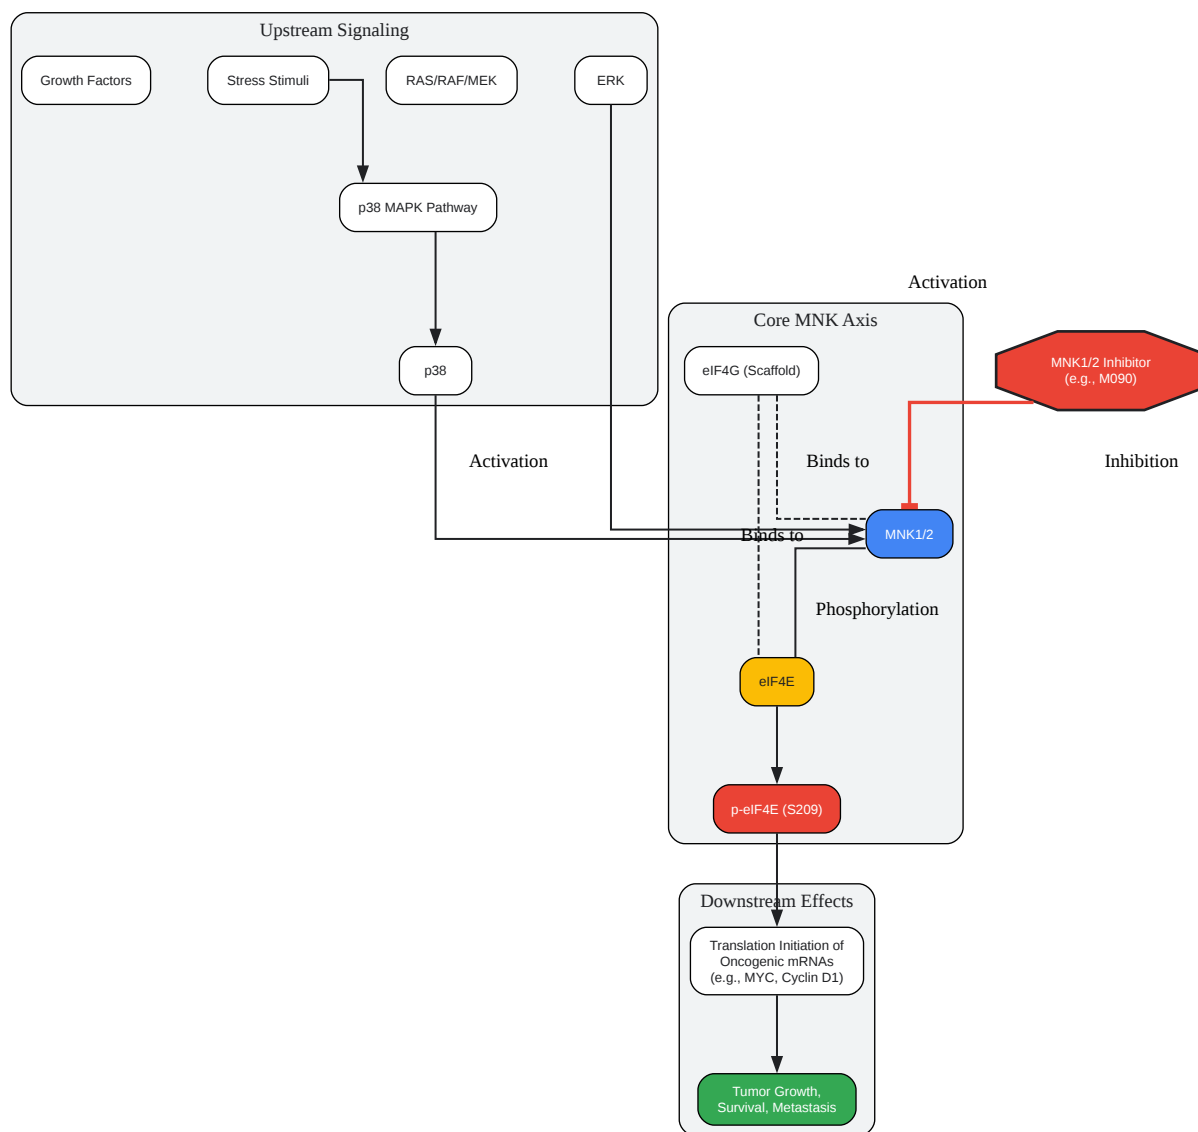 Upstream Signaling
Growth Factors
Stress Stimuli
RAS/RAF/MEK
ERK
p38 MAPK Pathway
p38
Activation
Core MNK Axis
eIF4G (Scaffold)
MNK1/2 Inhibitor
(e.g., M090)
Activation
Binds to
Inhibition
Binds to
MNK1/2
Phosphorylation
eIF4E
p-eIF4E (S209)
Downstream Effects
Translation Initiation of
Oncogenic mRNAs
(e.g., MYC, Cyclin D1)
Tumor Growth,
Survival, Metastasis